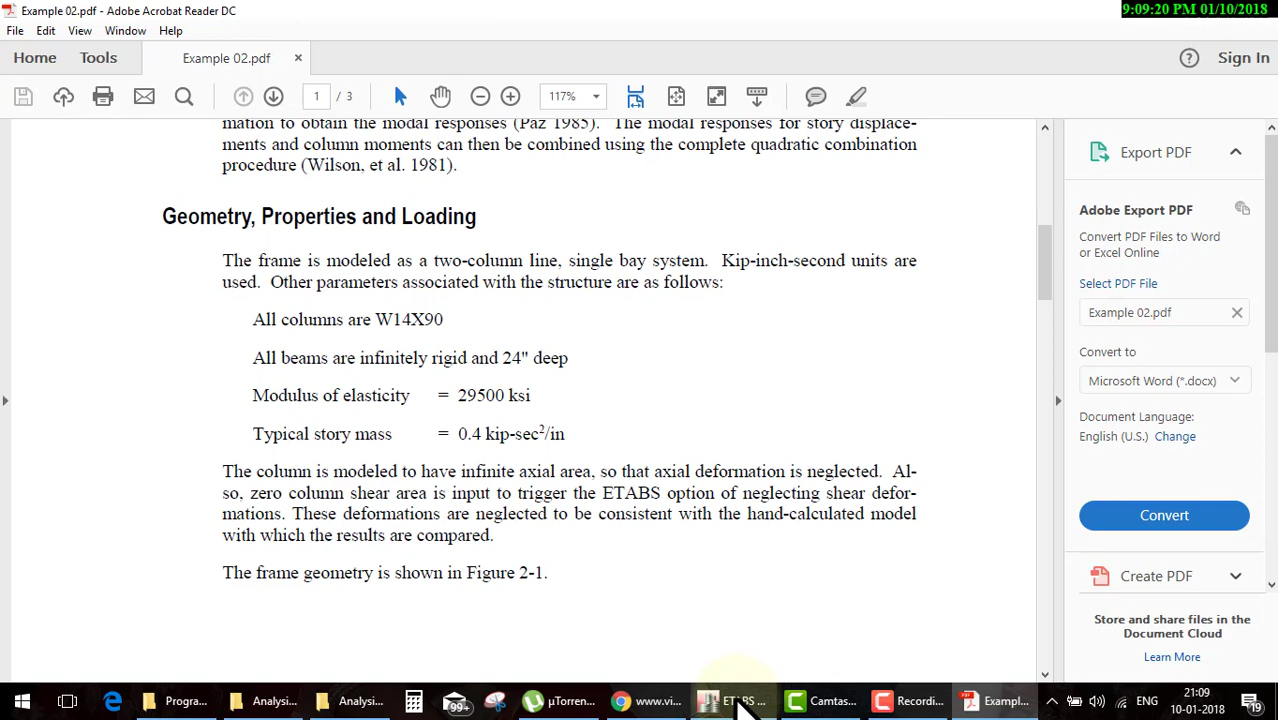 Example 02.pdf - Adobe Acrobat Reader DC
9:09:20 PM 01/10/2018
File Edit View Window Help
Home Tools Example 02.pdf × ? Sign In
1 / 3 117%
mation to obtain the modal responses (Paz 1985). The modal responses for story displace-
ments and column moments can then be combined using the complete quadratic combination
procedure (Wilson, et al. 1981).
Geometry, Properties and Loading
The frame is modeled as a two-column line, single bay system. Kip-inch-second units are
used. Other parameters associated with the structure are as follows:
All columns are W14X90
All beams are infinitely rigid and 24" deep
Modulus of elasticity = 29500 ksi
Typical story mass = 0.4 kip-sec²/in
The column is modeled to have infinite axial area, so that axial deformation is neglected. Al-
so, zero column shear area is input to trigger the ETABS option of neglecting shear defor-
mations. These deformations are neglected to be consistent with the hand-calculated model
with which the results are compared.
The frame geometry is shown in Figure 2-1.
Export PDF
Adobe Export PDF
Convert PDF Files to Word
or Excel Online
Select PDF File
Example 02.pdf ×
Convert to
Microsoft Word (*.docx)
Document Language:
English (U.S.) Change
Convert
Create PDF
Store and share files in the
Document Cloud
Learn More
Progra... Analysi... Analysi... 99+ µTorren... www.vi... ETABS ... Camtas... Recordi... Exampl... ENG 21:09 10-01-2018 19